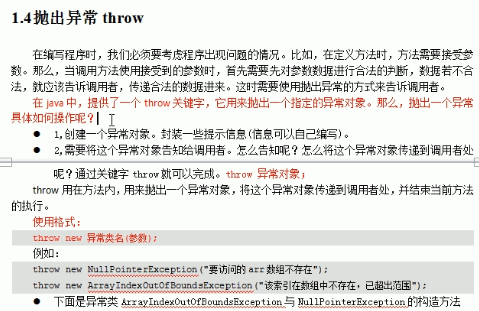 1.4抛出异常 throw
在编写程序时，我们必须要考虑程序出现问题的情况。比如，在定义方法时，方法需要接受参
数。那么，当调用方法使用接受到的参数时，首先需要先对参数数据进行合法的判断，数据若不合
法，就应该告诉调用者，传递合法的数据进来。这时需要使用抛出异常的方式来告诉调用者。
在 java 中，提供了一个 throw 关键字，它用来抛出一个指定的异常对象。那么，抛出一个异常
具体如何操作呢？
● 1,创建一个异常对象。封装一些提示信息(信息可以自己编写)。
● 2,需要将这个异常对象告知给调用者。怎么告知呢？怎么将这个异常对象传递到调用者处
呢？通过关键字 throw 就可以完成。throw 异常对象；
throw 用在方法内，用来抛出一个异常对象，将这个异常对象传递到调用者处，并结束当前方法
的执行。
使用格式：
throw new 异常类名(参数);
例如：
throw new NullPointerException("要访问的 arr 数组不存在");
throw new ArrayIndexOutOfBoundsException("该索引在数组中不存在，已超出范围");
● 下面是异常类 ArrayIndexOutOfBoundsException 与 NullPointerException 的构造方法